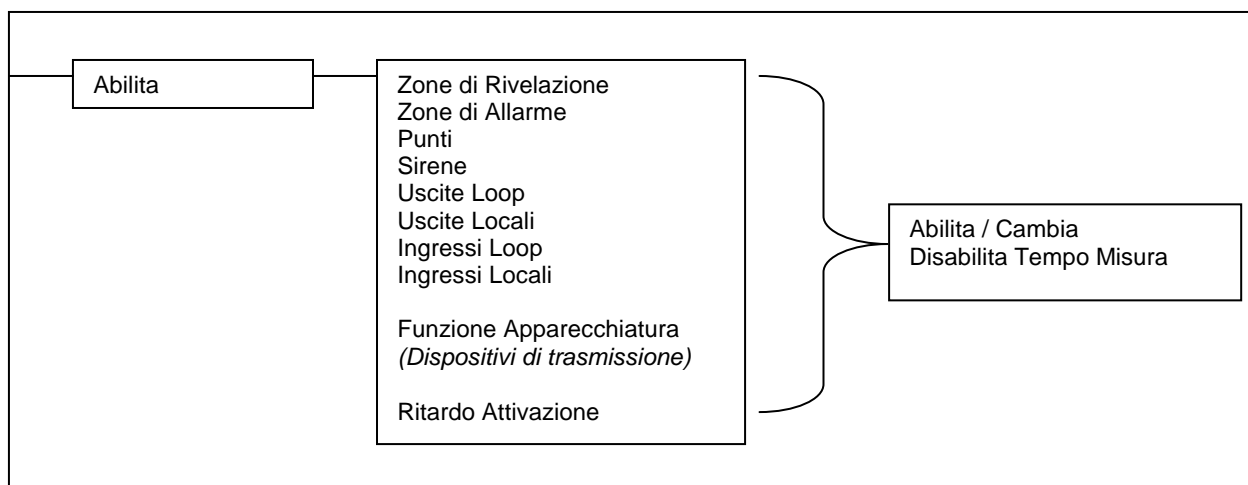 Abilita
Zone di Rivelazione
Zone di Allarme
Punti
Sirene
Uscite Loop
Uscite Locali
Ingressi Loop
Ingressi Locali
Funzione Apparecchiatura
(Dispositivi di trasmissione)
Ritardo Attivazione
Abilita / Cambia
Disabilita Tempo Misura